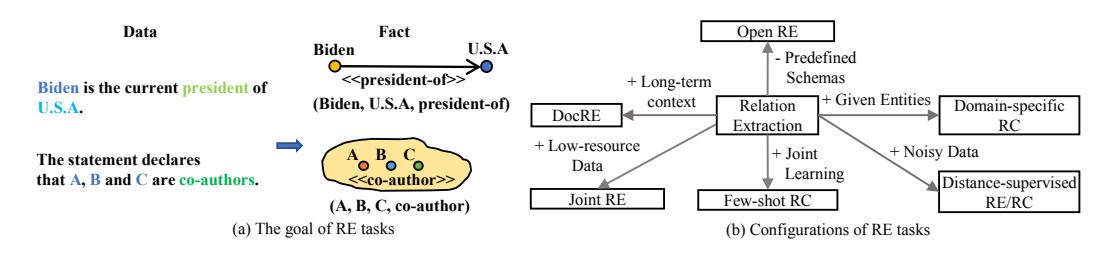 Data
Fact
Biden is the current president of
U.S.A.
Biden
U.S.A
<<president-of>>
(Biden, U.S.A, president-of)
The statement declares
that A, B and C are co-authors.
A B C
<<co-author>>
(A, B, C, co-author)
(a) The goal of RE tasks
Open RE
- Predefined
Schemas
+ Long-term
context
Relation
Extraction
+ Given Entities
Domain-specific
RC
DocRE
+ Low-resource
Data
+ Joint
Learning
+ Noisy Data
Joint RE
Few-shot RC
Distance-supervised
RE/RC
(b) Configurations of RE tasks